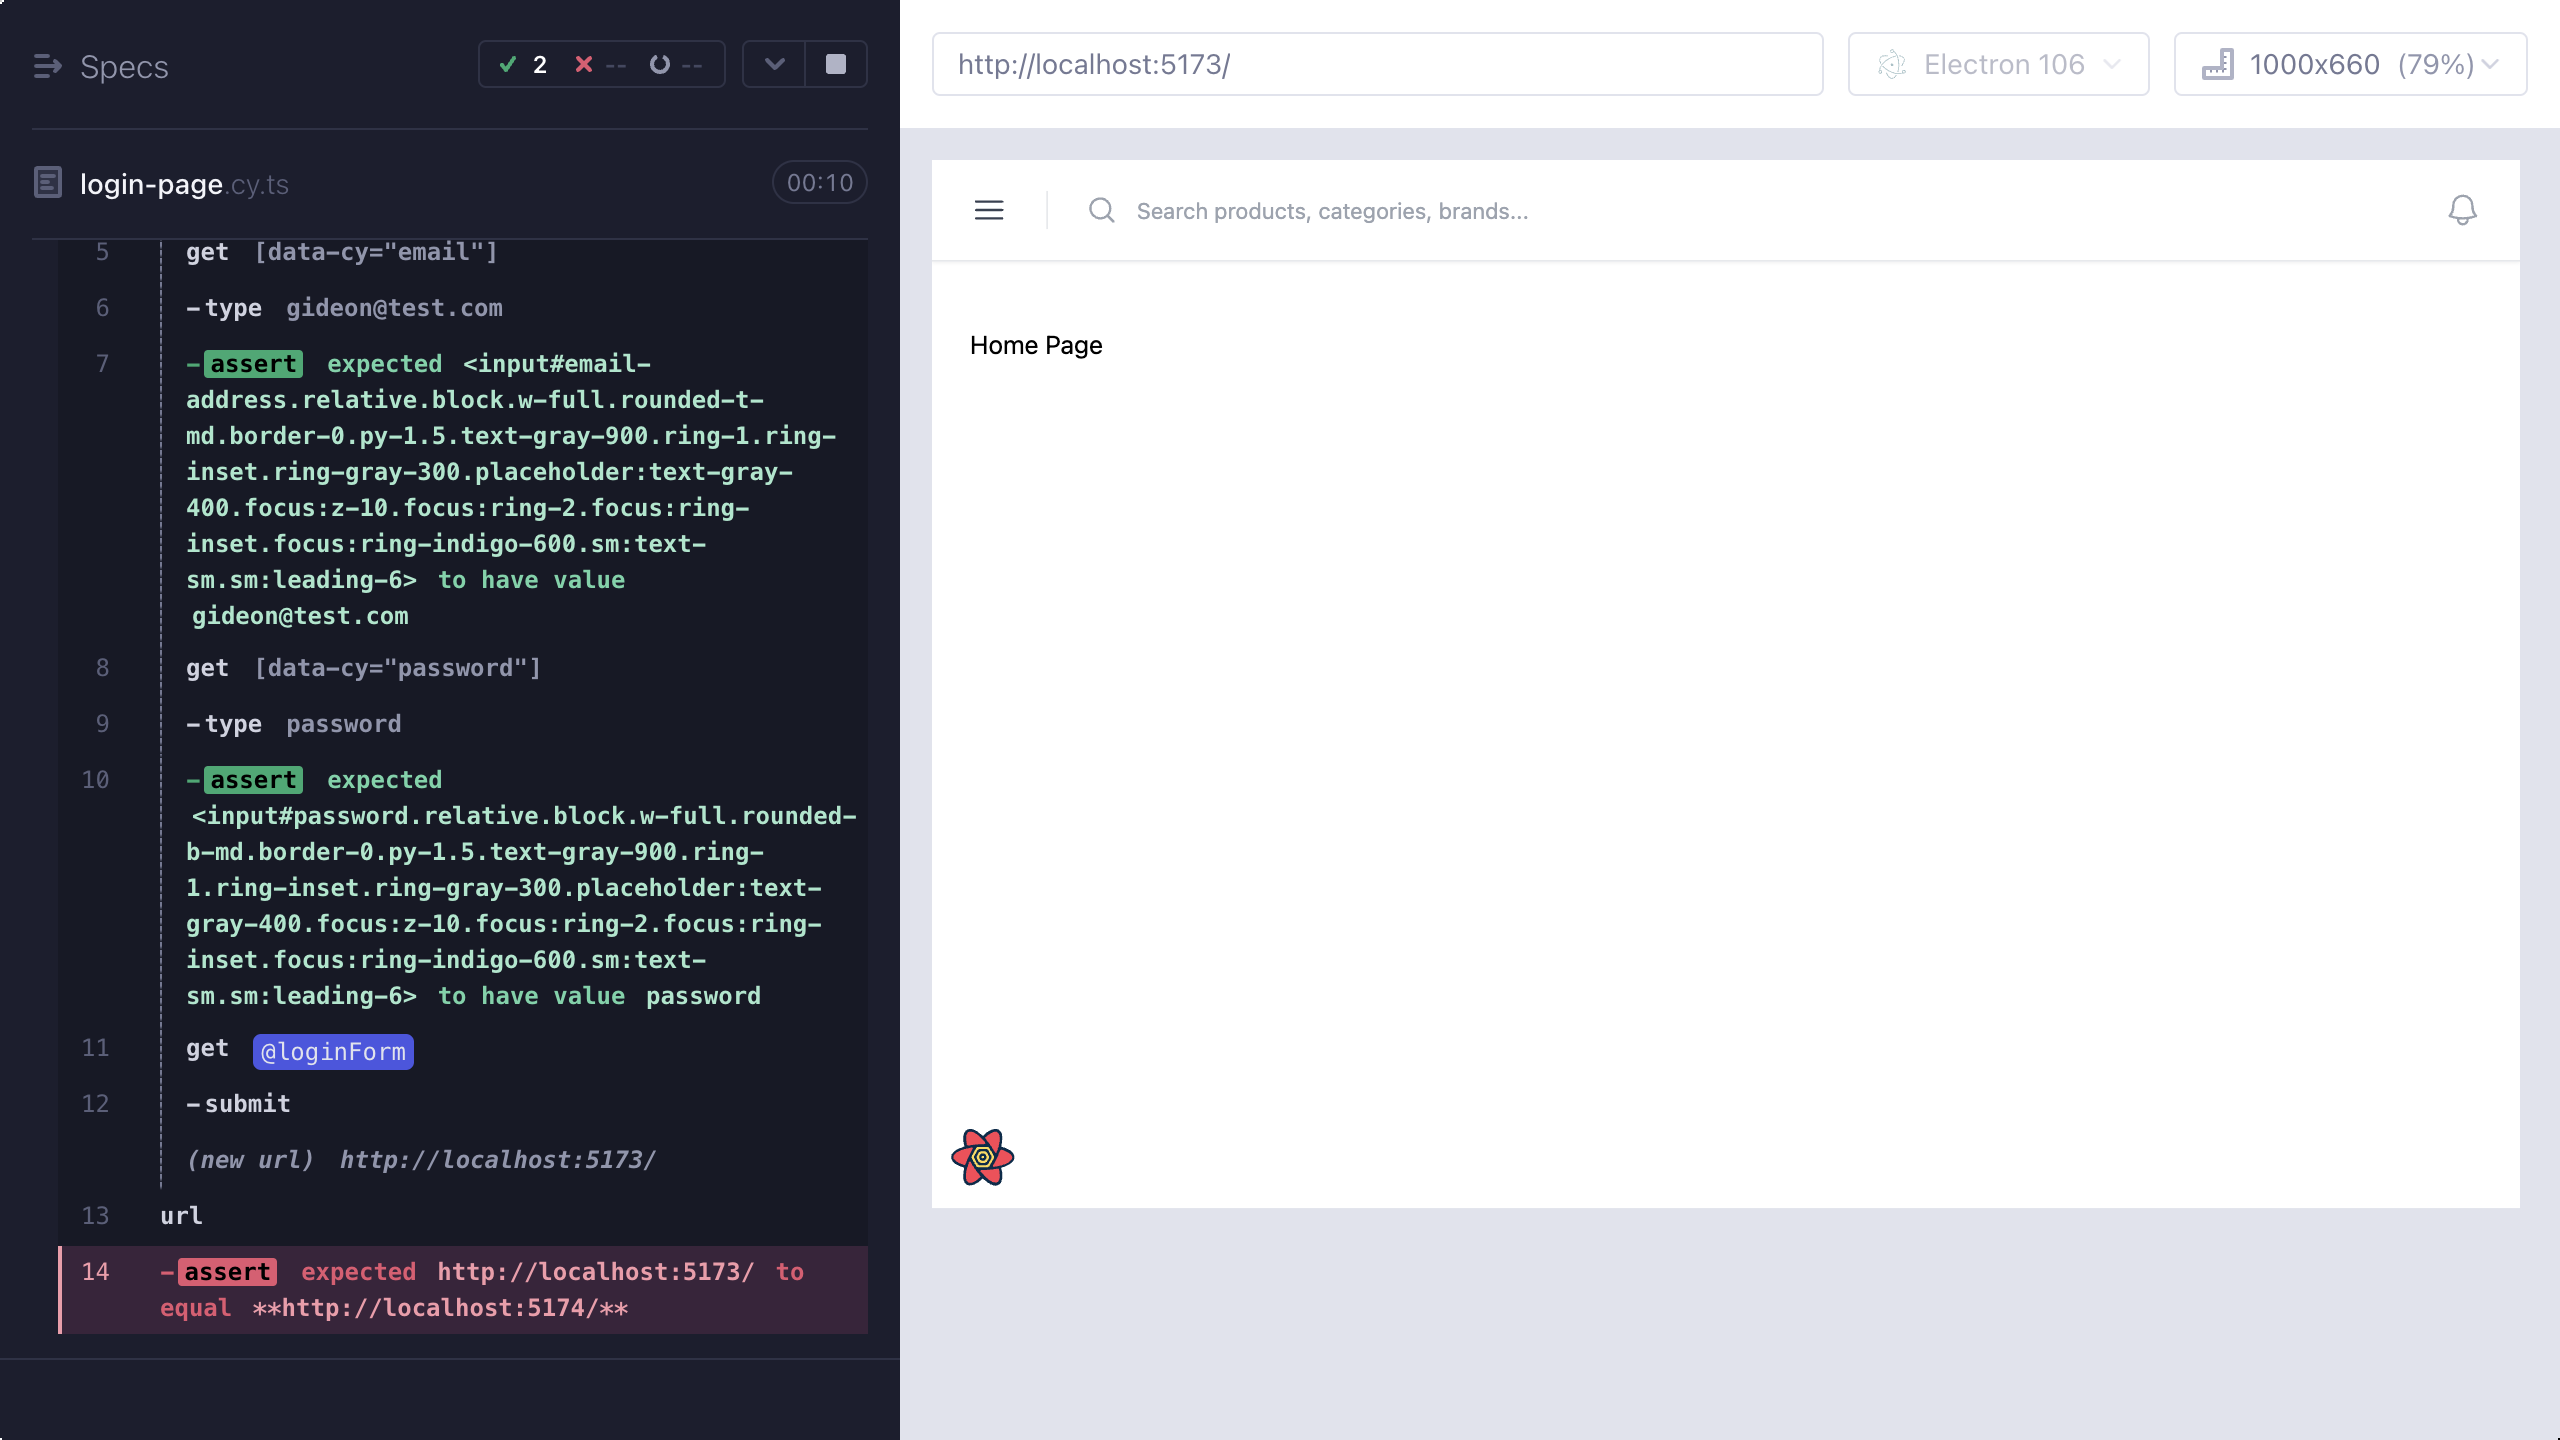 Specs
2 -- --
login-page.cy.ts 00:10
5 get [data-cy="email"]
6 -type gideon@test.com
7 -assert expected <input#email-
address.relative.block.w-full.rounded-t-
md.border-0.py-1.5.text-gray-900.ring-1.ring-
inset.ring-gray-300.placeholder:text-gray-
400.focus:z-10.focus:ring-2.focus:ring-
inset.focus:ring-indigo-600.sm:text-
sm.sm:leading-6> to have value
gideon@test.com
8 get [data-cy="password"]
9 -type password
10 -assert expected
<input#password.relative.block.w-full.rounded-
b-md.border-0.py-1.5.text-gray-900.ring-
1.ring-inset.ring-gray-300.placeholder:text-
gray-400.focus:z-10.focus:ring-2.focus:ring-
inset.focus:ring-indigo-600.sm:text-
sm.sm:leading-6> to have value password
11 get @loginForm
12 -submit
(new url) http://localhost:5173/
13 url
14 -assert expected http://localhost:5173/ to
equal **http://localhost:5174/**
http://localhost:5173/
Electron 106
1000x660 (79%)
Search products, categories, brands...
Home Page